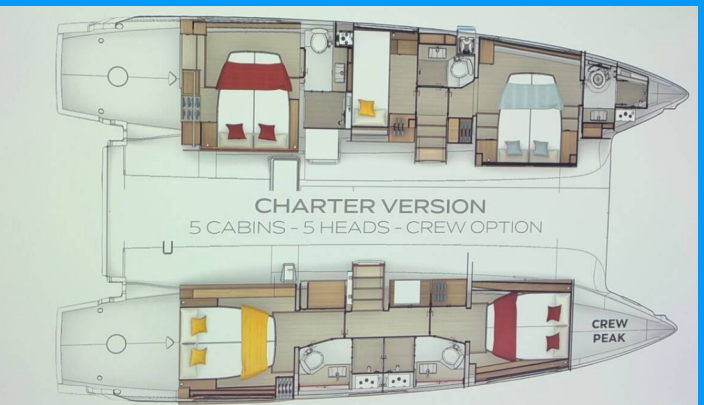 CHARTER VERSION
5 CABINS - 5 HEADS - CREW OPTION
CREW
PEAK